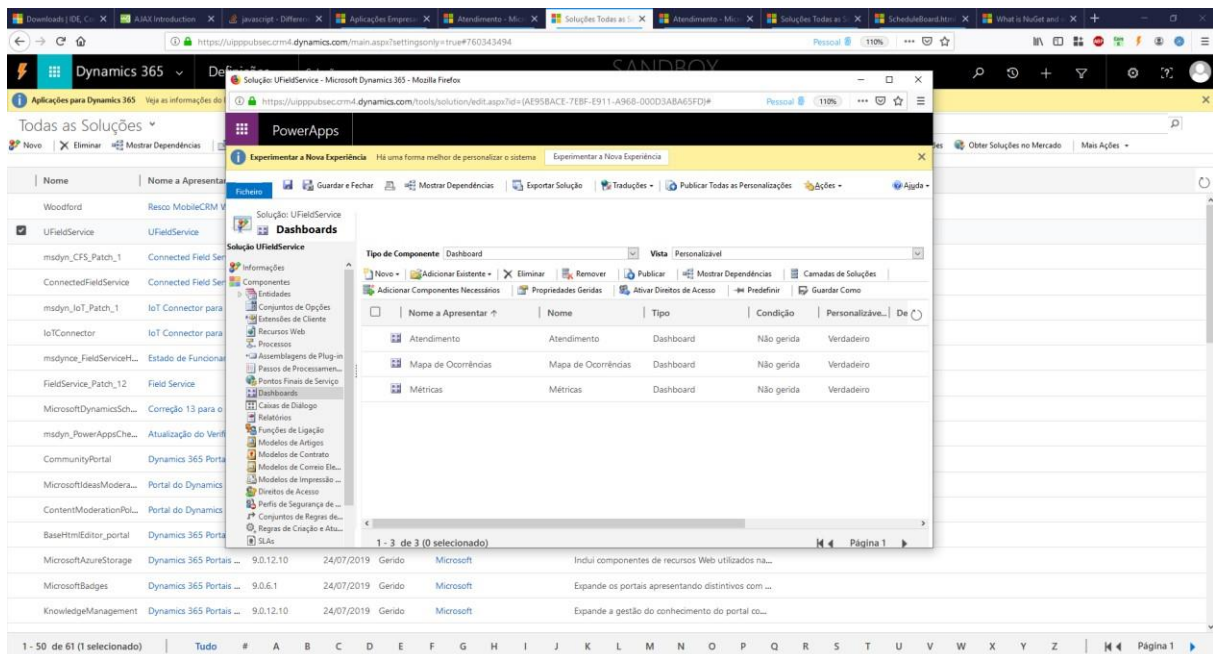 Downloads | IDE, Co
AJAX Introduction
javascript - Differen
Aplicações Empresa
Atendimento - Micr
Soluções Todas as S
Atendimento - Micr
Soluções Todas as S
ScheduleBoard.htm
What is NuGet and
https://uipppubsec.crm4.dynamics.com/main.aspx?settingsonly=true#760343494
Pessoal
110%
Dynamics 365
SANDBOX
Aplicações para Dynamics 365 Veja as informações do
Todas as Soluções
Novo
Eliminar
Mostrar Dependências
Obter Soluções no Mercado
Mais Ações
Nome
Nome a Apresentar
Woodford
Resco MobileCRM
UFieldService
UFieldService
msdyn_CFS_Patch_1
Connected Field Ser
ConnectedFieldService
Connected Field Ser
msdyn_IoT_Patch_1
IoT Connector para
IoTConnector
IoT Connector para
msdynce_FieldServiceH...
Estado de Funcionar
FieldService_Patch_12
Field Service
MicrosoftDynamicsSch...
Correção 13 para o
msdyn_PowerAppsChe...
Atualização do Verifi
CommunityPortal
Dynamics 365 Porta
MicrosoftIdeasModera...
Portal do Dynamics
ContentModerationPol...
Portal do Dynamics
BaseHtmlEditor_portal
Dynamics 365 Porta
MicrosoftAzureStorage Dynamics 365 Portais ... 9.0.12.10 24/07/2019 Gerido Microsoft Inclui componentes de recursos Web utilizados na...
MicrosoftBadges Dynamics 365 Portais ... 9.0.6.1 24/07/2019 Gerido Microsoft Expande os portais apresentando distintivos com ...
KnowledgeManagement Dynamics 365 Portais ... 9.0.12.10 24/07/2019 Gerido Microsoft Expande a gestão do conhecimento do portal co...
1 - 50 de 61 (1 selecionado) Tudo # A B C D E F G H I J K L M N O P Q R S T U V W X Y Z Página 1
Solução: UFieldService - Microsoft Dynamics 365 - Mozilla Firefox
https://uipppubsec.crm4.dynamics.com/tools/solution/edit.aspx?id={AE95BACE-7EBF-E911-A968-000D3ABA65FD}#
Pessoal
110%
PowerApps
Experimentar a Nova Experiência Há uma forma melhor de personalizar o sistema Experimentar a Nova Experiência
Ficheiro
Guardar e Fechar
Mostrar Dependências
Exportar Solução
Traduções
Publicar Todas as Personalizações
Ações
Ajuda
Solução: UFieldService
Dashboards
Solução UFieldService
Informações
Componentes
Entidades
Conjuntos de Opções
Extensões de Cliente
Recursos Web
Processos
Assemblagens de Plug-in
Passos de Processamen...
Pontos Finais de Serviço
Dashboards
Caixas de Diálogo
Relatórios
Funções de Ligação
Modelos de Artigos
Modelos de Contrato
Modelos de Correio Ele...
Modelos de Impressão ...
Direitos de Acesso
Perfis de Segurança de ...
Conjuntos de Regras de...
Regras de Criação e Atu...
SLAs
Tipo de Componente Dashboard Vista Personalizável
Novo
Adicionar Existente
Eliminar
Remover
Publicar
Mostrar Dependências
Camadas de Soluções
Adicionar Componentes Necessários
Propriedades Geridas
Ativar Direitos de Acesso
Predefinir
Guardar Como
Nome a Apresentar ↑ Nome Tipo Condição Personalizáve... De
Atendimento Atendimento Dashboard Não gerida Verdadeiro
Mapa de Ocorrências Mapa de Ocorrências Dashboard Não gerida Verdadeiro
Métricas Métricas Dashboard Não gerida Verdadeiro
1 - 3 de 3 (0 selecionado) Página 1